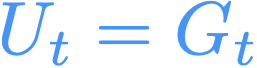 U_t = G_t